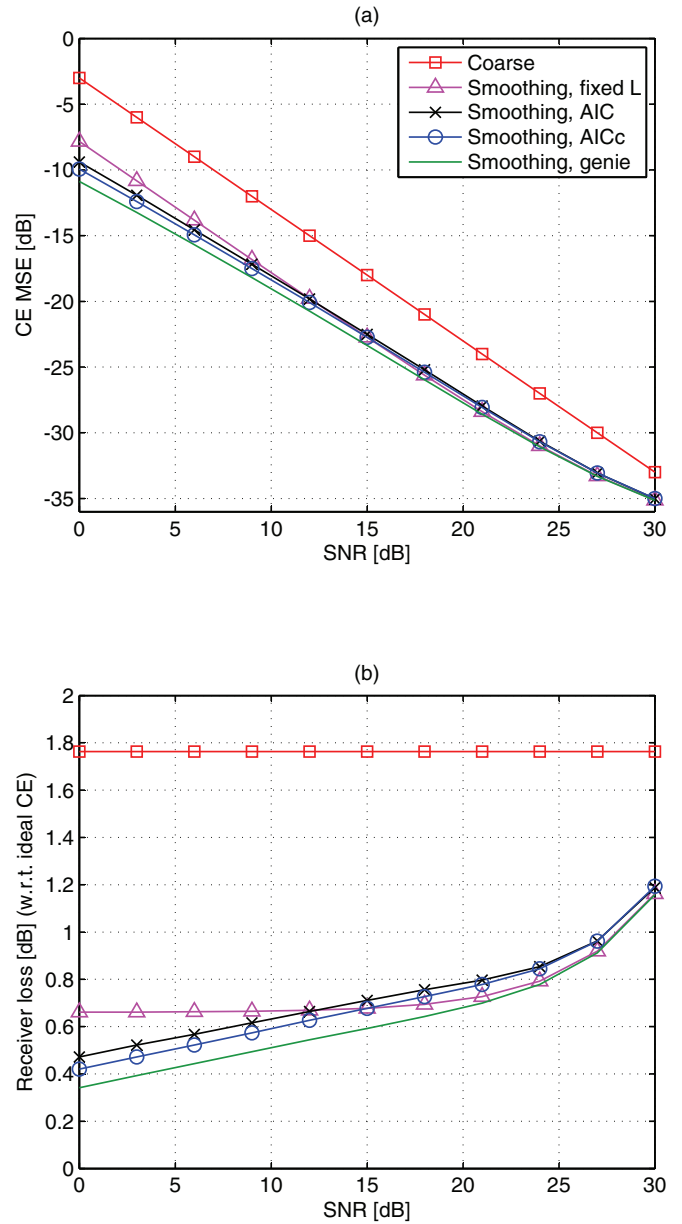 (a)
0
-5
-10
-15
-20
-25
-30
-35
CE MSE [dB]
Coarse
Smoothing, fixed L
Smoothing, AIC
Smoothing, AICc
Smoothing, genie
0 5 10 15 20 25 30
SNR [dB]
(b)
2
1.8
1.6
1.4
1.2
1
0.8
0.6
0.4
0.2
0
Receiver loss [dB] (w.r.t. ideal CE)
0 5 10 15 20 25 30
SNR [dB]